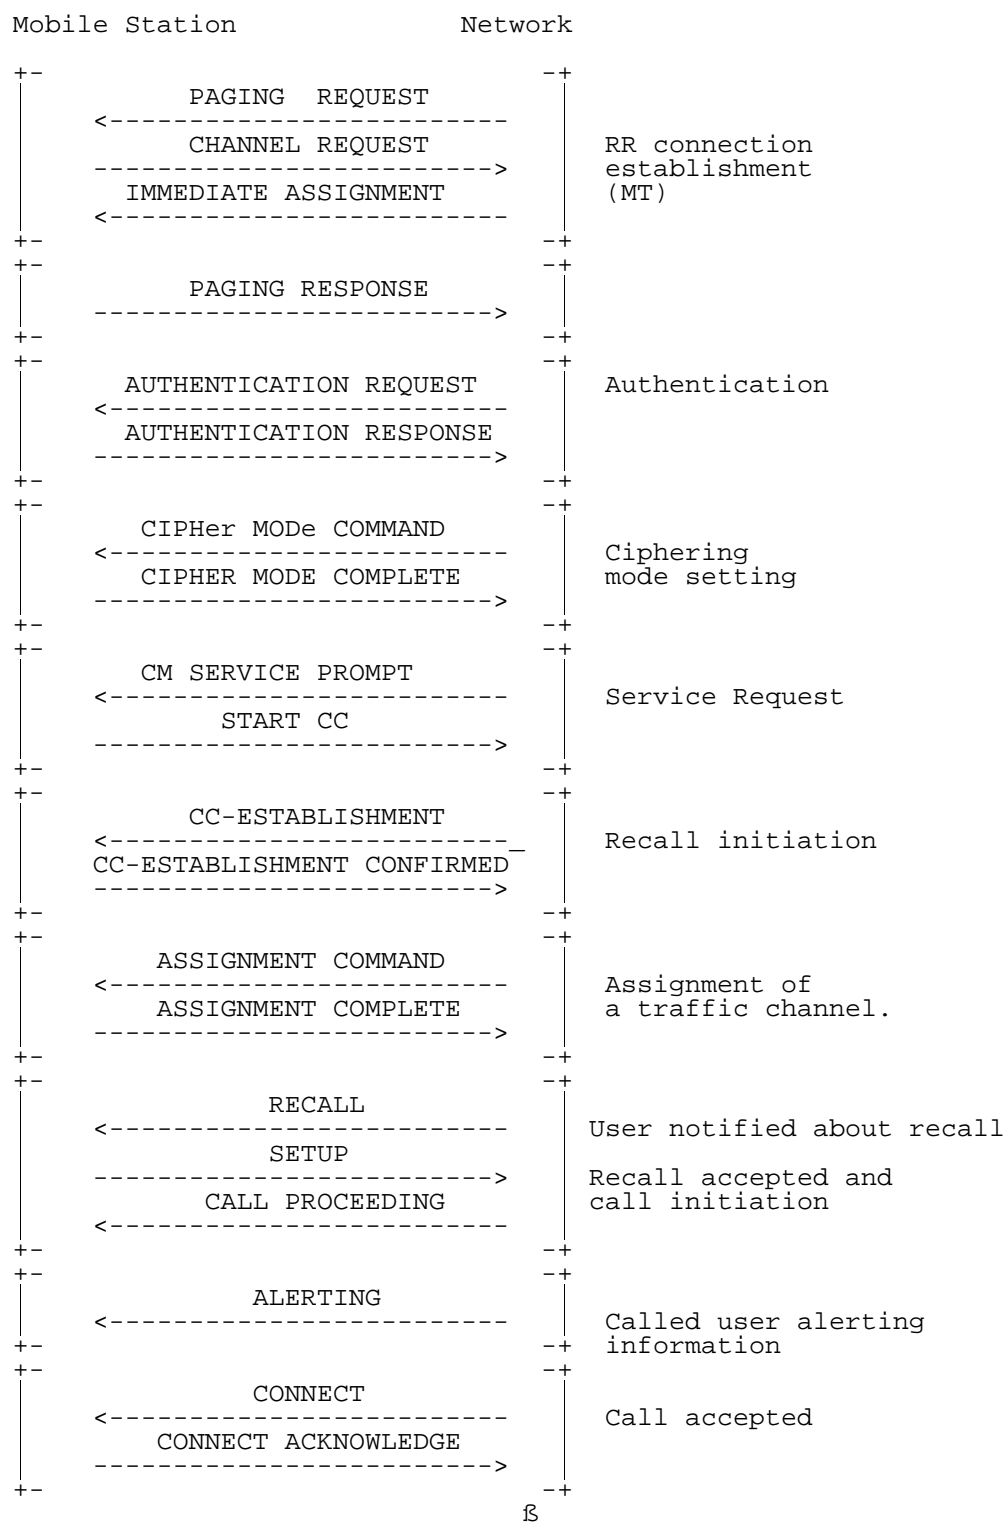 Mobile Station Network
+- -+
PAGING REQUEST
<-------------------------
CHANNEL REQUEST RR connection
-------------------------> establishment
IMMEDIATE ASSIGNMENT (MT)
<-------------------------
+- -+
+- -+
PAGING RESPONSE
------------------------->
+- -+
+- -+
AUTHENTICATION REQUEST Authentication
<-------------------------
AUTHENTICATION RESPONSE
------------------------->
+- -+
+- -+
CIPHer MODe COMMAND
<------------------------- Ciphering
CIPHER MODE COMPLETE mode setting
------------------------->
+- -+
+- -+
CM SERVICE PROMPT
<------------------------- Service Request
START CC
------------------------->
+- -+
+- -+
CC-ESTABLISHMENT
<-------------------------_ Recall initiation
CC-ESTABLISHMENT CONFIRMED
------------------------->
+- -+
+- -+
ASSIGNMENT COMMAND
<------------------------- Assignment of
ASSIGNMENT COMPLETE a traffic channel.
------------------------->
+- -+
+- -+
RECALL
<------------------------- User notified about recall
SETUP
-------------------------> Recall accepted and
CALL PROCEEDING call initiation
<-------------------------
+- -+
+- -+
ALERTING
<------------------------- Called user alerting
+- -+ information
+- -+
CONNECT
<------------------------- Call accepted
CONNECT ACKNOWLEDGE
------------------------->
+- -+
ß